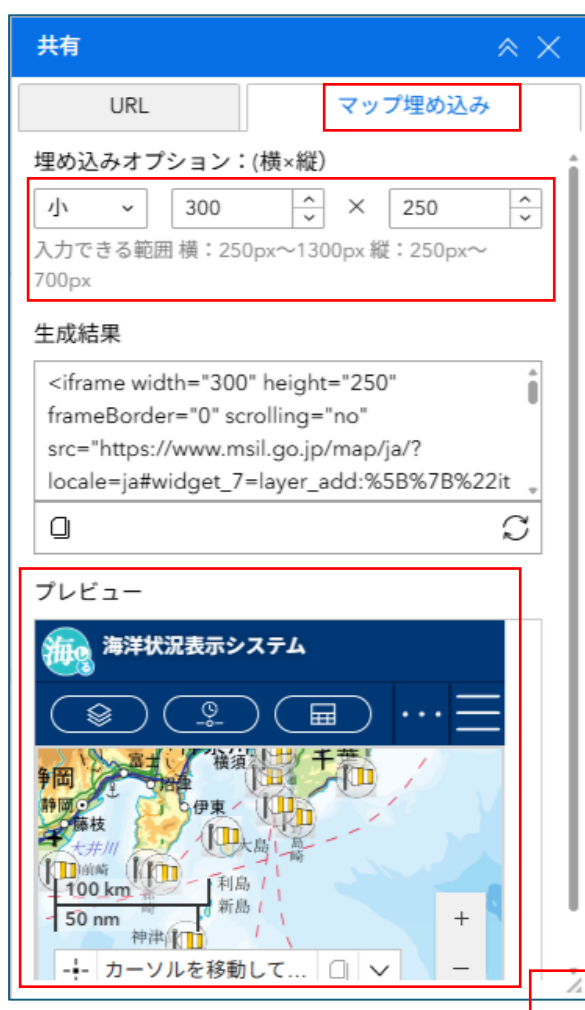 共有
URL
マップ埋め込み
埋め込みオプション：(横×縦)
小 300 × 250
入力できる範囲 横：250px～1300px 縦：250px～
700px
生成結果
<iframe width="300" height="250"
frameBorder="0" scrolling="no"
src="https://www.msil.go.jp/map/ja/?
locale=ja#widget_7=layer_add:%5B%7B%22it
プレビュー
海しる 海洋状況表示システム
富士 横須 千葉
静岡 沼津
静岡 伊東
藤枝
大井川 大島
前崎
100 km 利島
50 nm 新島
神津
+
カーソルを移動して...
−